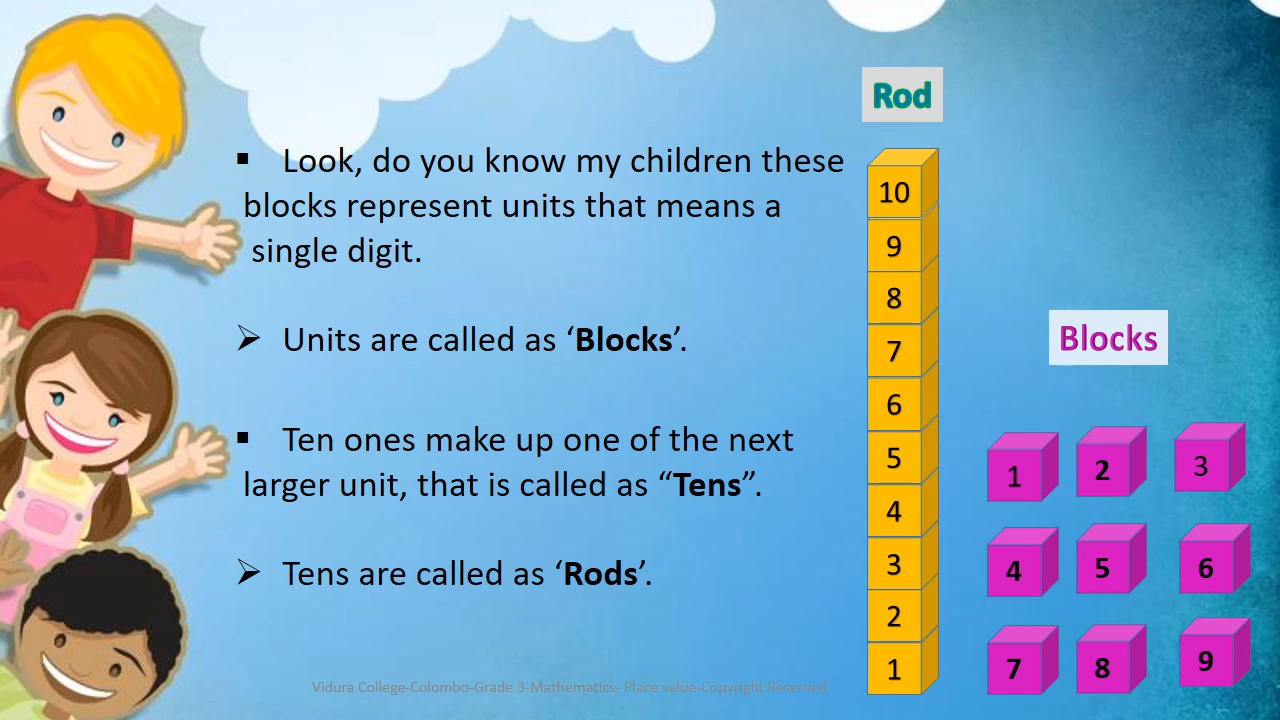 ▪ Look, do you know my children these
blocks represent units that means a
single digit.
➢ Units are called as ‘Blocks’.
▪ Ten ones make up one of the next
larger unit, that is called as “Tens”.
➢ Tens are called as ‘Rods’.
Rod
10
9
8
7
6
5
4
3
2
1
Blocks
1 2 3
4 5 6
7 8 9
Vidura College-Colombo-Grade 3-Mathematics- Place value-Copyright Reserved